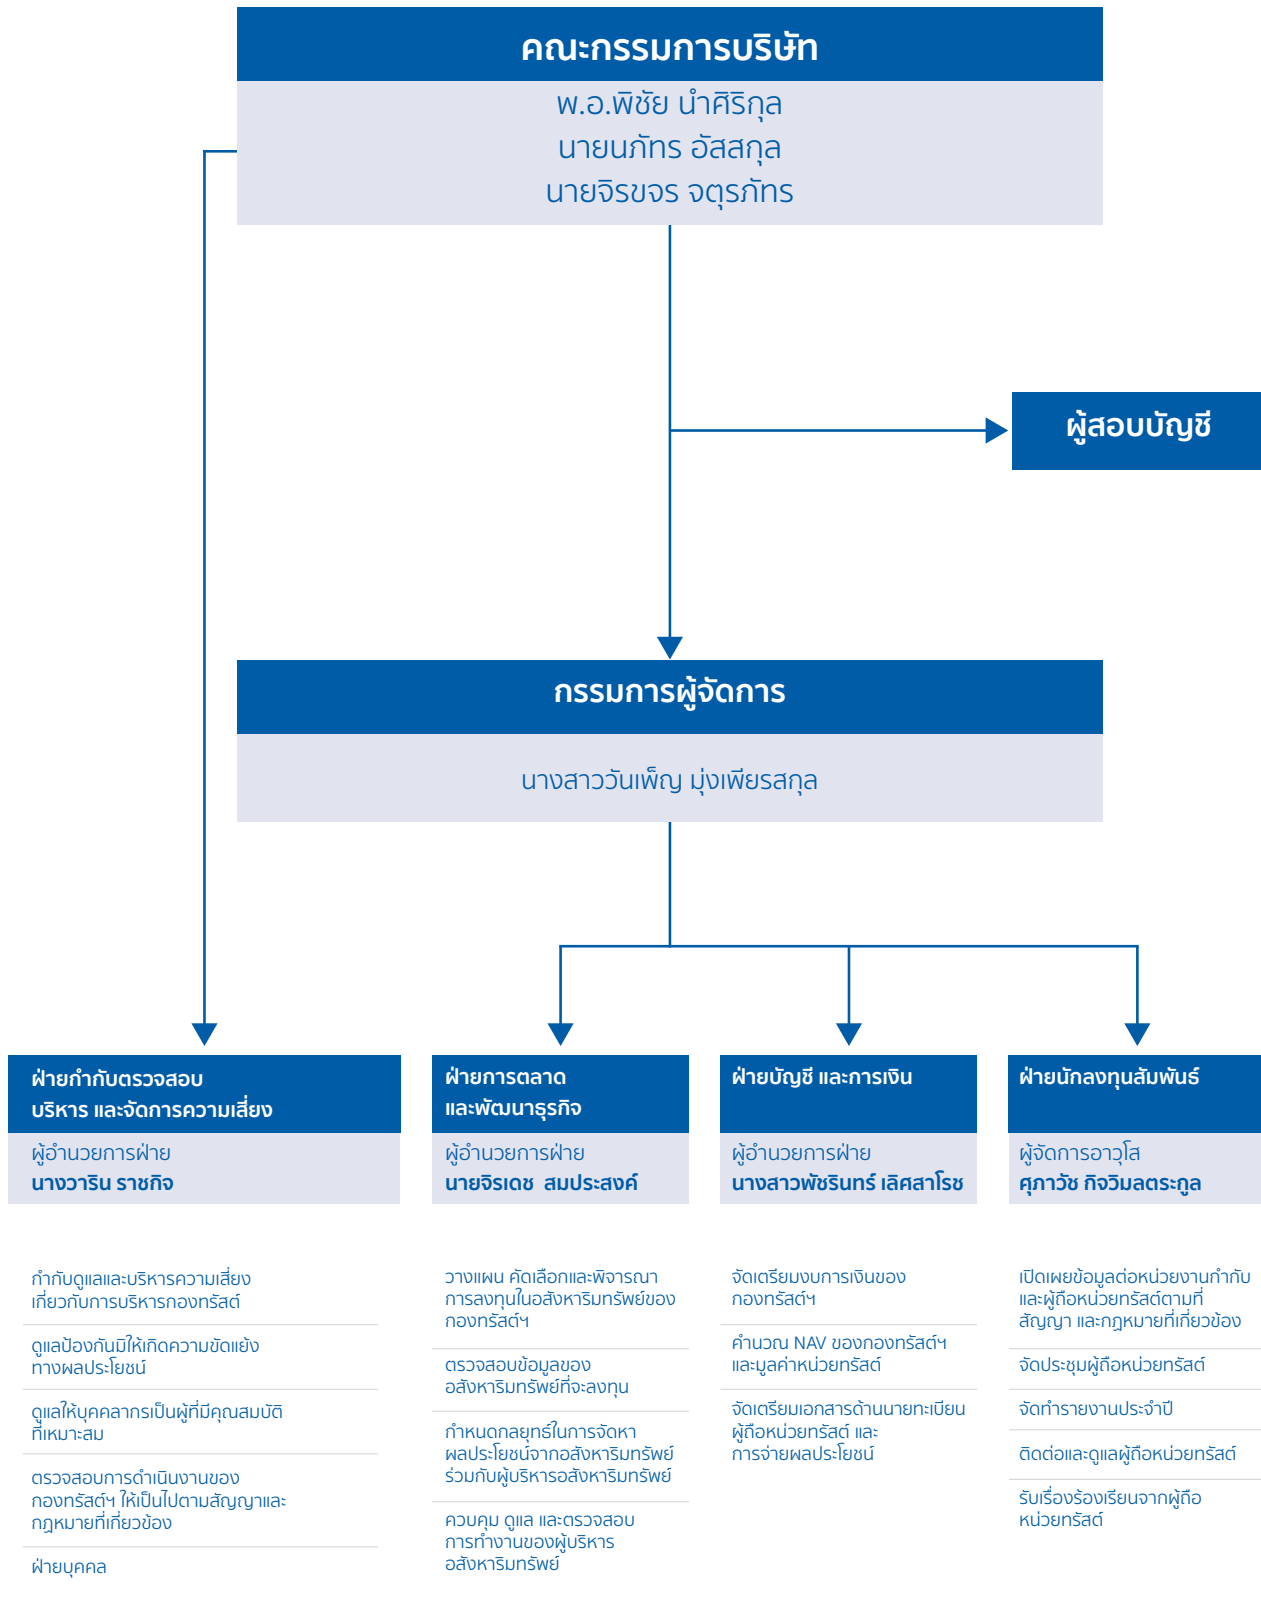 คณะกรรมการบริษัท
พ.อ.พิชัย นำศิริกุล
นายนภัทร อัสสกุล
นายจิรขจร จตุรภัทร
ผู้สอบบัญชี
กรรมการผู้จัดการ
นางสาววันเพ็ญ มุ่งเพียรสกุล
ฝ่ายกำกับตรวจสอบ
บริหาร และจัดการความเสี่ยง
ผู้อำนวยการฝ่าย
นางวาริน ราชกิจ
กำกับดูแลและบริหารความเสี่ยง
เกี่ยวกับการบริหารกองทรัสต์
ดูแลป้องกันมิให้เกิดความขัดแย้ง
ทางผลประโยชน์
ดูแลให้บุคคลากรเป็นผู้ที่มีคุณสมบัติ
ที่เหมาะสม
ตรวจสอบการดำเนินงานของ
กองทรัสต์ฯ ให้เป็นไปตามสัญญาและ
กฎหมายที่เกี่ยวข้อง
ฝ่ายบุคคล
ฝ่ายการตลาด
และพัฒนาธุรกิจ
ผู้อำนวยการฝ่าย
นายจิรเดช สมประสงค์
วางแผน คัดเลือกและพิจารณา
การลงทุนในอสังหาริมทรัพย์ของ
กองทรัสต์ฯ
ตรวจสอบข้อมูลของ
อสังหาริมทรัพย์ที่จะลงทุน
กำหนดกลยุทธ์ในการจัดหา
ผลประโยชน์จากอสังหาริมทรัพย์
ร่วมกับผู้บริหารอสังหาริมทรัพย์
ควบคุม ดูแล และตรวจสอบ
การทำงานของผู้บริหาร
อสังหาริมทรัพย์
ฝ่ายบัญชี และการเงิน
ผู้อำนวยการฝ่าย
นางสาวพัชรินทร์ เลิศสาโรช
จัดเตรียมงบการเงินของ
กองทรัสต์ฯ
คำนวณ NAV ของกองทรัสต์ฯ
และมูลค่าหน่วยทรัสต์
จัดเตรียมเอกสารด้านนายทะเบียน
ผู้ถือหน่วยทรัสต์ และ
การจ่ายผลประโยชน์
ฝ่ายนักลงทุนสัมพันธ์
ผู้จัดการอาวุโส
ศุภาวัช กิจวิมลตระกูล
เปิดเผยข้อมูลต่อหน่วยงานกำกับ
และผู้ถือหน่วยทรัสต์ตามที่
สัญญา และกฎหมายที่เกี่ยวข้อง
จัดประชุมผู้ถือหน่วยทรัสต์
จัดทำรายงานประจำปี
ติดต่อและดูแลผู้ถือหน่วยทรัสต์
รับเรื่องร้องเรียนจากผู้ถือ
หน่วยทรัสต์